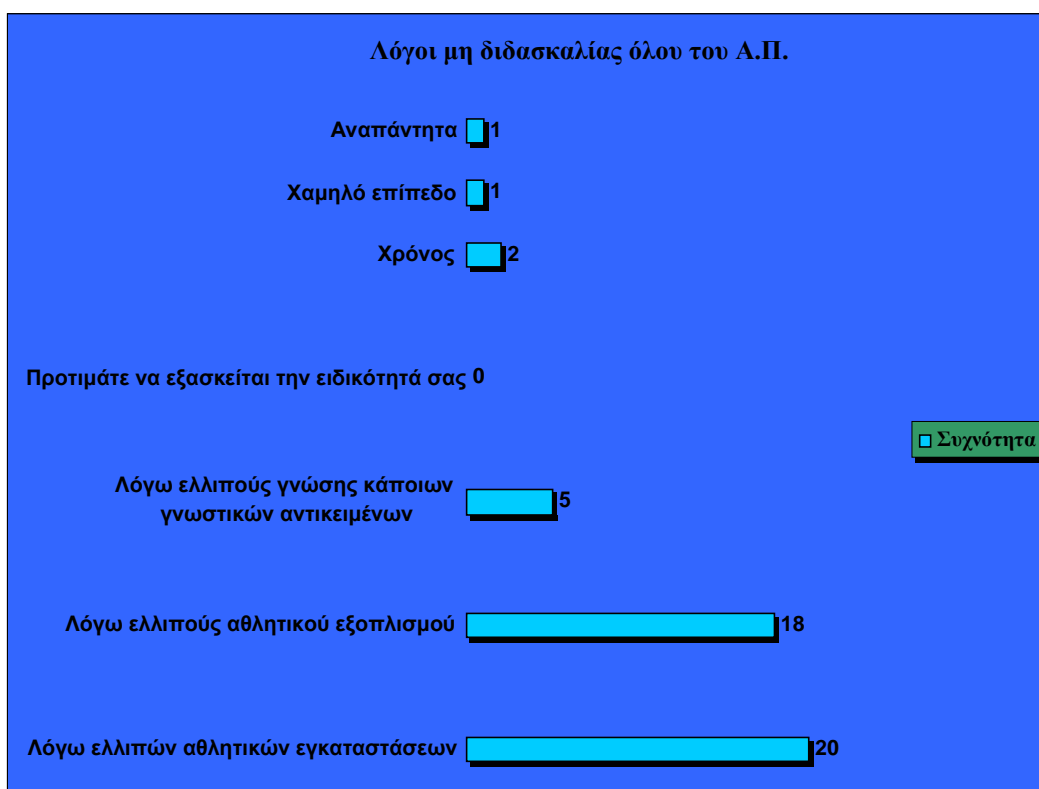 Λόγοι μη διδασκαλίας όλου του Α.Π.
Αναπάντητα 1
Χαμηλό επίπεδο 1
Χρόνος 2
Προτιμάτε να εξασκείται την ειδικότητά σας 0
Συχνότητα
Λόγω ελλιπούς γνώσης κάποιων
γνωστικών αντικειμένων 5
Λόγω ελλιπούς αθλητικού εξοπλισμού 18
Λόγω ελλιπών αθλητικών εγκαταστάσεων 20